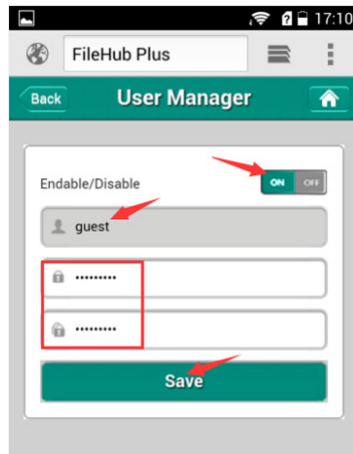 17:10
FileHub Plus
Back
User Manager
Endable/Disable
ON OFF
guest
•••••••••
•••••••••
Save